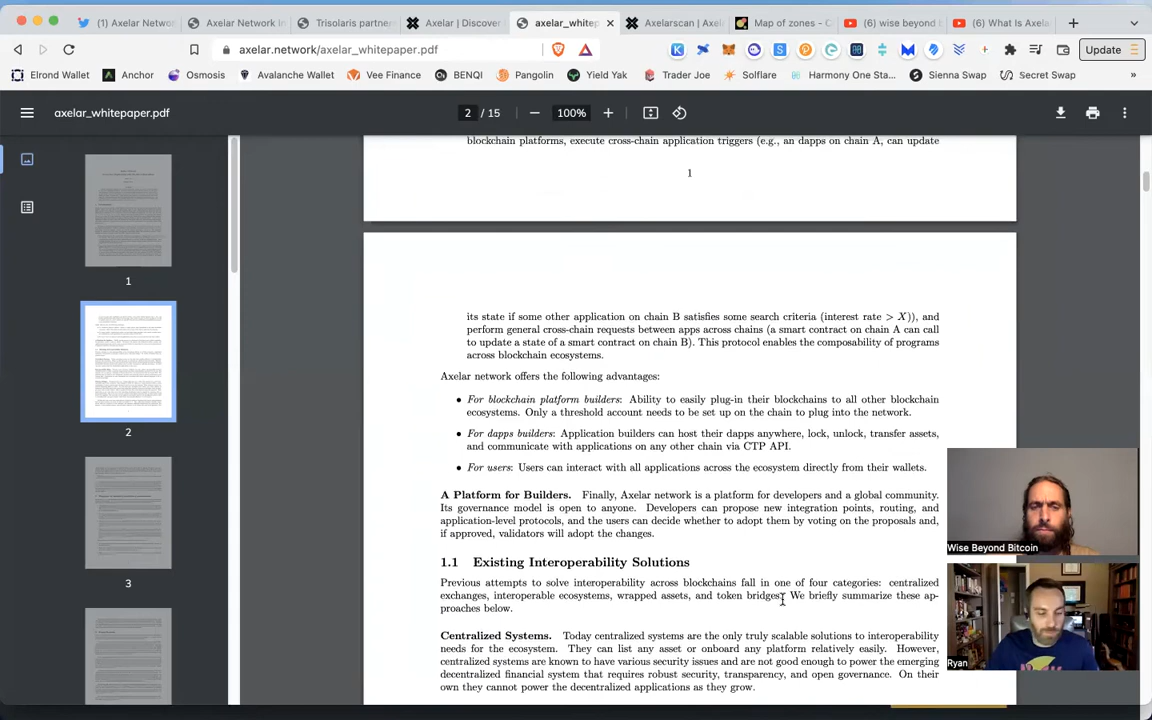 (1) Axelar Netwo
Axelar Network In
Trisolaris partner
Axelar | Discover
axelar_whitep
Axelarscan | Axel
Map of zones - C
(6) wise beyond
(6) What Is Axela
axelar.network/axelar_whitepaper.pdf
Update
Elrond Wallet
Anchor
Osmosis
Avalanche Wallet
Vee Finance
BENQI
Pangolin
Yield Yak
Trader Joe
Solflare
Harmony One Sta...
Sienna Swap
Secret Swap
»
axelar_whitepaper.pdf
2 / 15
100%
blockchain platforms, execute cross-chain application triggers (e.g., an dapps on chain A, can update
1
1
2
3
its state if some other application on chain B satisfies some search criteria (interest rate > X)), and
perform general cross-chain requests between apps across chains (a smart contract on chain A can call
to update a state of a smart contract on chain B). This protocol enables the composability of programs
across blockchain ecosystems.
Axelar network offers the following advantages:
• For blockchain platform builders: Ability to easily plug-in their blockchains to all other blockchain
ecosystems. Only a threshold account needs to be set up on the chain to plug into the network.
• For dapps builders: Application builders can host their dapps anywhere, lock, unlock, transfer assets,
and communicate with applications on any other chain via CTP API.
• For users: Users can interact with all applications across the ecosystem directly from their wallets.
A Platform for Builders. Finally, Axelar network is a platform for developers and a global community.
Its governance model is open to anyone. Developers can propose new integration points, routing, and
application-level protocols, and the users can decide whether to adopt them by voting on the proposals and,
if approved, validators will adopt the changes.
1.1 Existing Interoperability Solutions
Previous attempts to solve interoperability across blockchains fall in one of four categories: centralized
exchanges, interoperable ecosystems, wrapped assets, and token bridges. We briefly summarize these ap-
proaches below.
Centralized Systems. Today centralized systems are the only truly scalable solutions to interoperability
needs for the ecosystem. They can list any asset or onboard any platform relatively easily. However,
centralized systems are known to have various security issues and are not good enough to power the emerging
decentralized financial system that requires robust security, transparency, and open governance. On their
own they cannot power the decentralized applications as they grow.
Wise Beyond Bitcoin
Ryan